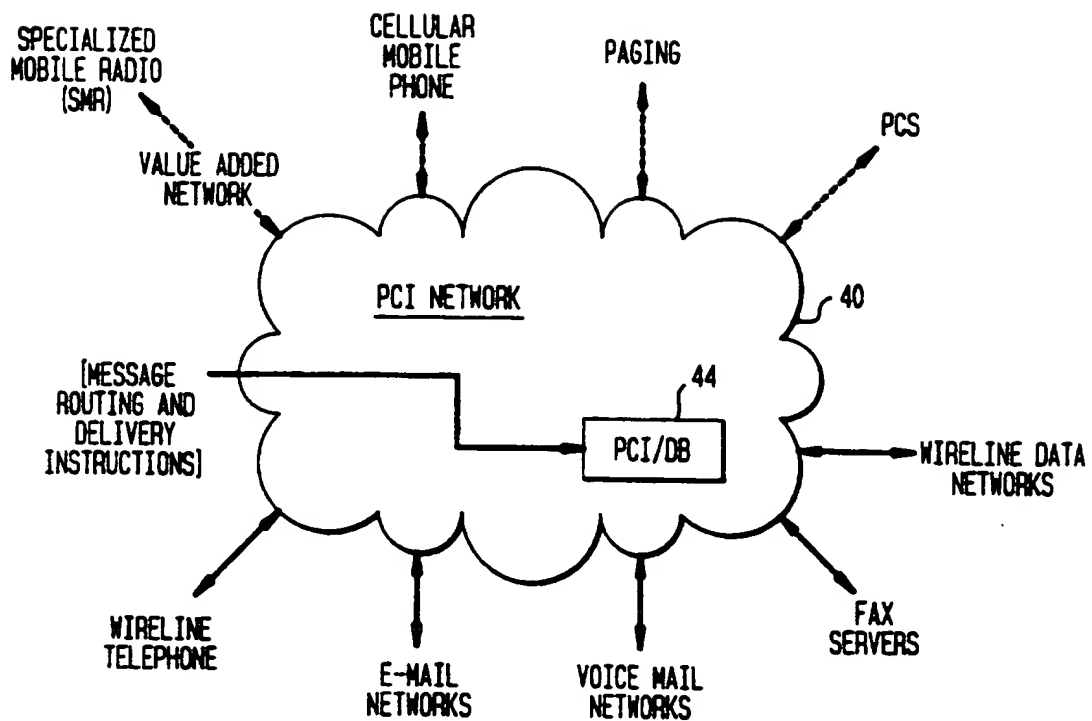 SPECIALIZED
MOBILE RADIO
(SMR)
CELLULAR
MOBILE
PHONE
PAGING
PCS
VALUE ADDED
NETWORK
PCI NETWORK
40
[MESSAGE
ROUTING AND
DELIVERY
INSTRUCTIONS]
44
PCI/DB
WIRELINE DATA
NETWORKS
WIRELINE
TELEPHONE
E-MAIL
NETWORKS
VOICE MAIL
NETWORKS
FAX
SERVERS